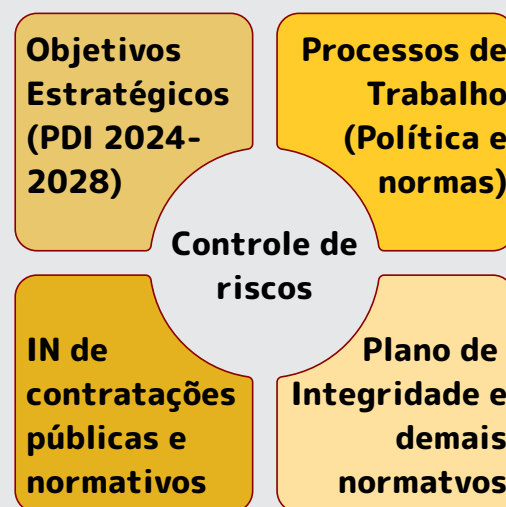 Objetivos
Estratégicos
(PDI 2024-
2028)
Processos de
Trabalho
(Política e
normas)
Controle de
riscos
IN de
contratações
públicas e
normativos
Plano de
Integridade e
demais
normatvos